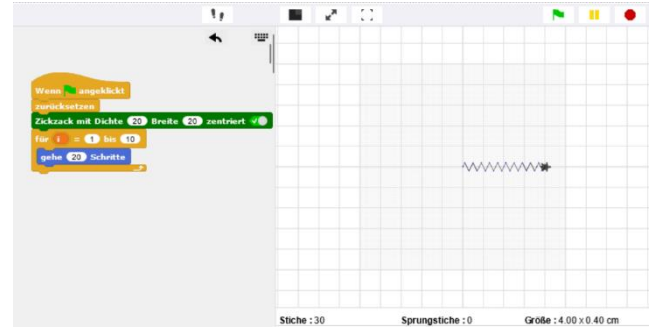 Wenn angeklickt
zurücksetzen
Zickzack mit Dichte 20 Breite 20 zentriert
für i = 1 bis 10
gehe 20 Schritte
Stiche : 30 Sprungstiche : 0 Größe : 4.00 x 0.40 cm